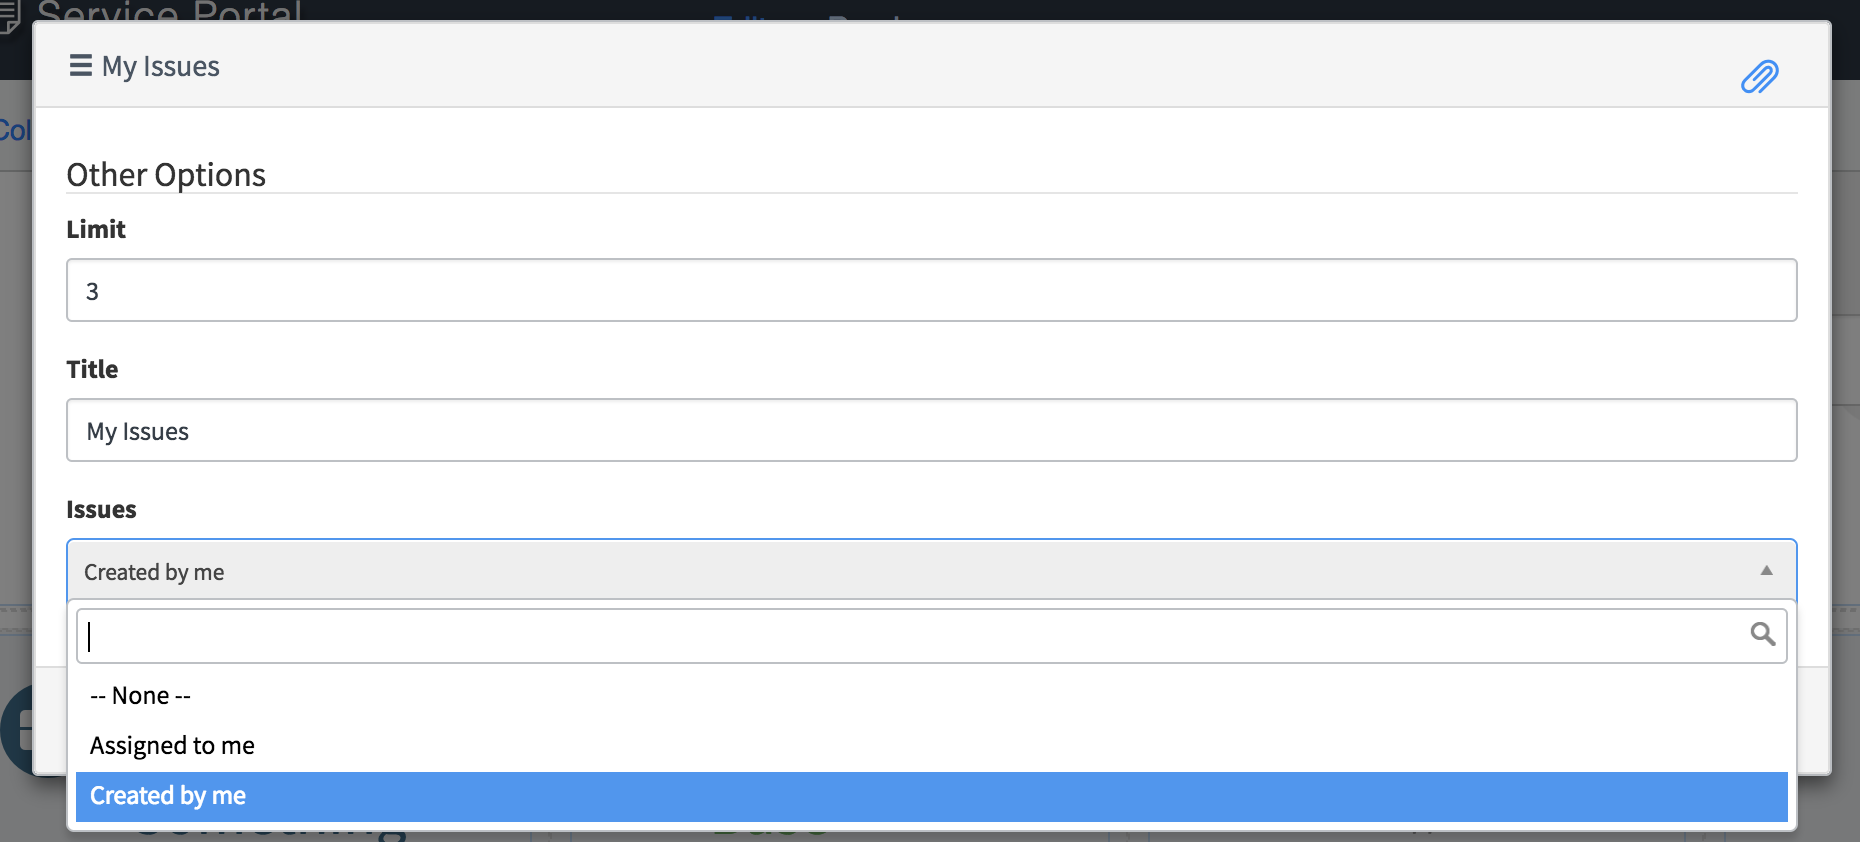 Service Portal
My Issues
Col
Other Options
Limit
3
Title
My Issues
Issues
Created by me
-- None --
Assigned to me
Created by me